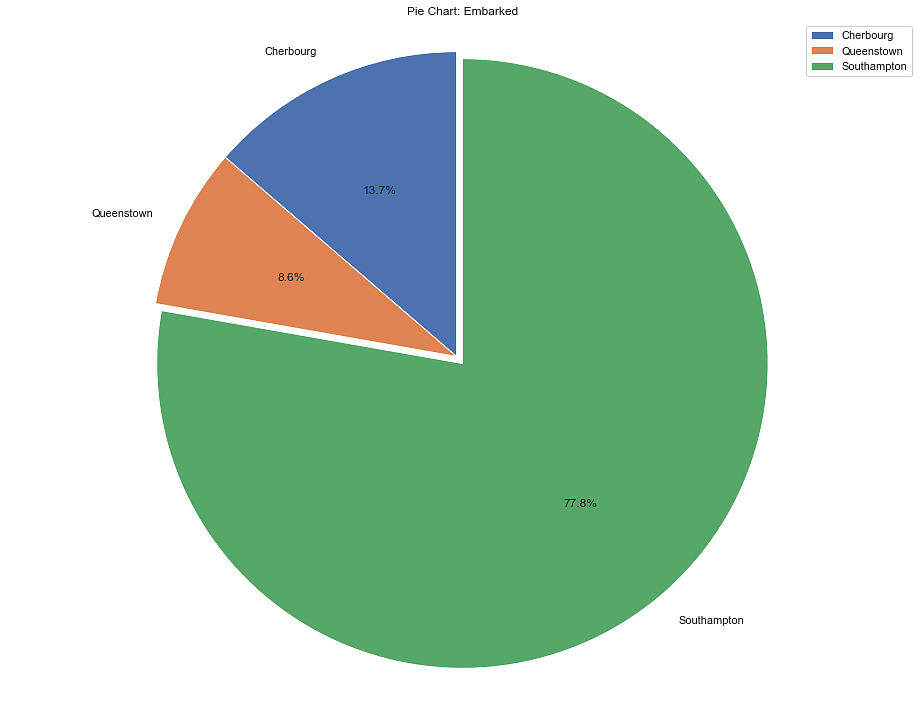 Pie Chart: Embarked
Cherbourg
Queenstown
Southampton
Cherbourg
13.7%
Queenstown
8.6%
77.8%
Southampton